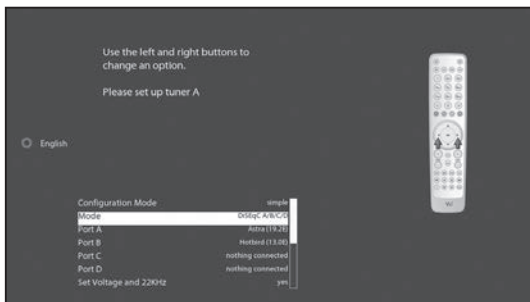 Use the left and right buttons to
change an option.
Please set up tuner A
English
Configuration Mode simple
Mode DiSEqC A/B/C/D
Port A Astra (19.2E)
Port B Hotbird (13.0E)
Port C nothing connected
Port D nothing connected
Set Voltage and 22KHz yes